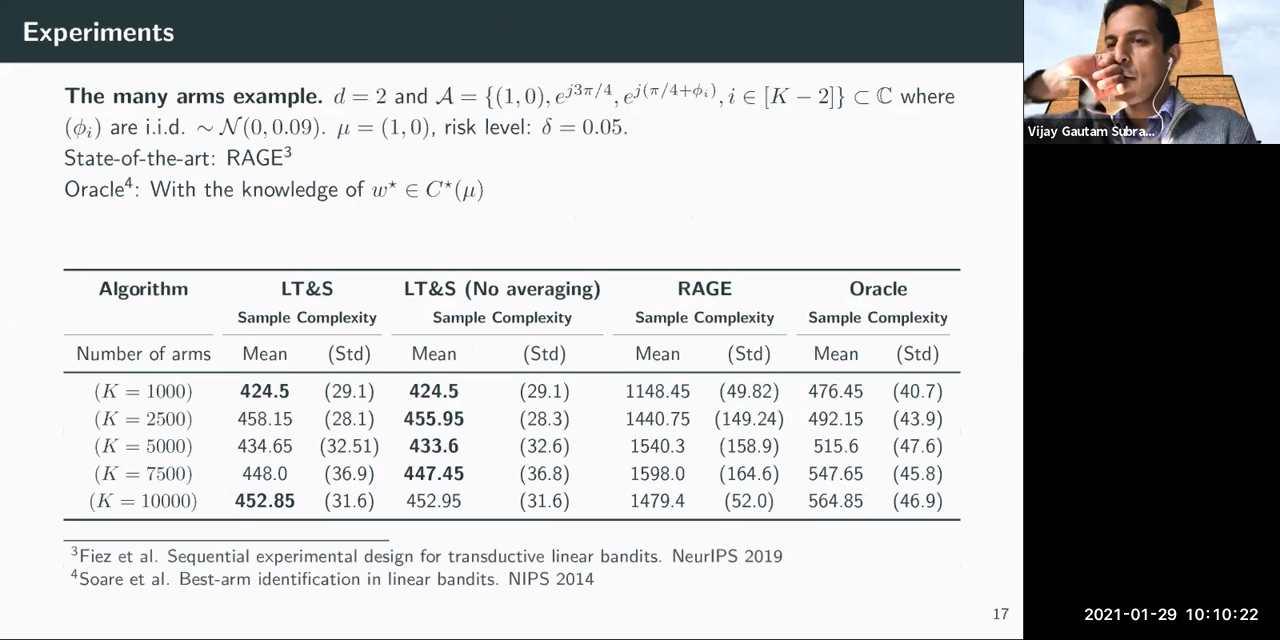 Experiments
The many arms example. d = 2 and A = {(1, 0), e^{j3π/4}, e^{j(π/4+ϕ_i)}, i ∈ [K − 2]} ⊂ ℂ where
(ϕ_i) are i.i.d. ∼ N(0, 0.09). μ = (1, 0), risk level: δ = 0.05.
State-of-the-art: RAGE³
Oracle⁴: With the knowledge of w⋆ ∈ C⋆(μ)
Algorithm LT&S LT&S (No averaging) RAGE Oracle
Sample Complexity Sample Complexity Sample Complexity Sample Complexity
Number of arms Mean (Std) Mean (Std) Mean (Std) Mean (Std)
(K = 1000) 424.5 (29.1) 424.5 (29.1) 1148.45 (49.82) 476.45 (40.7)
(K = 2500) 458.15 (28.1) 455.95 (28.3) 1440.75 (149.24) 492.15 (43.9)
(K = 5000) 434.65 (32.51) 433.6 (32.6) 1540.3 (158.9) 515.6 (47.6)
(K = 7500) 448.0 (36.9) 447.45 (36.8) 1598.0 (164.6) 547.65 (45.8)
(K = 10000) 452.85 (31.6) 452.95 (31.6) 1479.4 (52.0) 564.85 (46.9)
³Fiez et al. Sequential experimental design for transductive linear bandits. NeurIPS 2019
⁴Soare et al. Best-arm identification in linear bandits. NIPS 2014
17
Vijay Gautam Subra...
2021-01-29 10:10:22